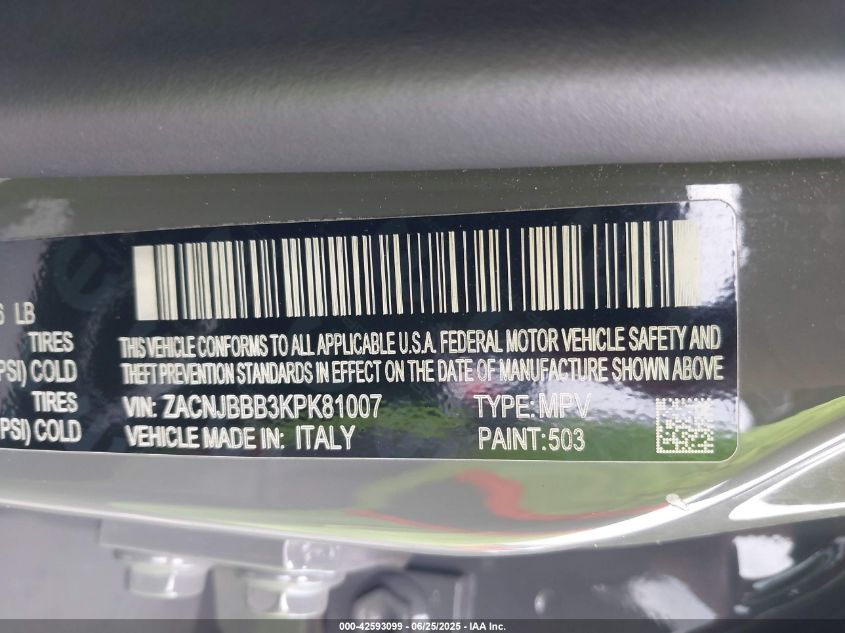 6 LB
TIRES
PSI) COLD
TIRES
(PSI) COLD
THIS VEHICLE CONFORMS TO ALL APPLICABLE U.S.A. FEDERAL MOTOR VEHICLE SAFETY AND
THEFT PREVENTION STANDARDS IN EFFECT ON THE DATE OF MANUFACTURE SHOWN ABOVE
VIN: ZACNJBBB3KPK81007 TYPE: MPV
VEHICLE MADE IN: ITALY PAINT: 503
000-42593099 - 06/25/2025 - IAA Inc.